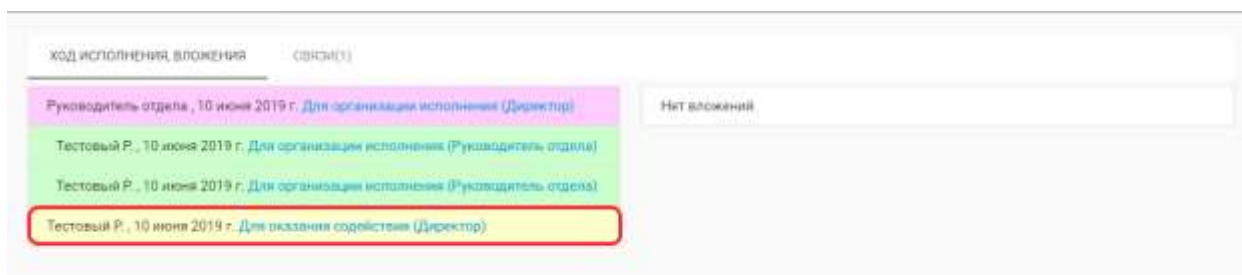 ХОД ИСПОЛНЕНИЯ, ВЛОЖЕНИЯ
СВЯЗИ(1)
Руководитель отдела , 10 июня 2019 г. Для организации исполнения (Директор)
Нет вложений
Тестовый Р. , 10 июня 2019 г. Для организации исполнения (Руководитель отдела)
Тестовый Р. , 10 июня 2019 г. Для организации исполнения (Руководитель отдела)
Тестовый Р. , 10 июня 2019 г. Для оказания содействия (Директор)